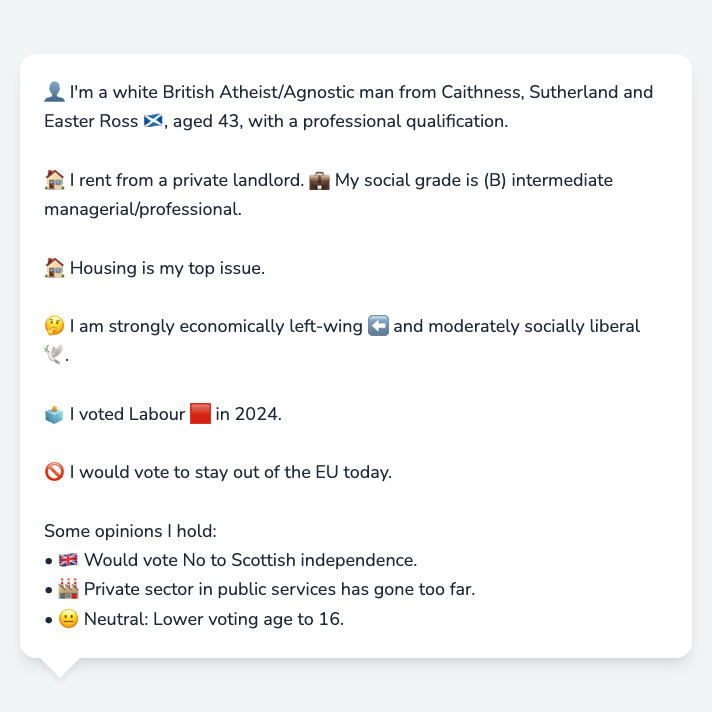 👤 I'm a white British Atheist/Agnostic man from Caithness, Sutherland and
Easter Ross 🏴󠁧󠁢󠁳󠁣󠁴󠁿, aged 43, with a professional qualification.
🏠 I rent from a private landlord. 💼 My social grade is (B) intermediate
managerial/professional.
🏠 Housing is my top issue.
🤔 I am strongly economically left-wing ⬅️ and moderately socially liberal
🕊️.
🗳️ I voted Labour 🟥 in 2024.
🚫 I would vote to stay out of the EU today.
Some opinions I hold:
• 🇬🇧 Would vote No to Scottish independence.
• 🏭 Private sector in public services has gone too far.
• 😐 Neutral: Lower voting age to 16.